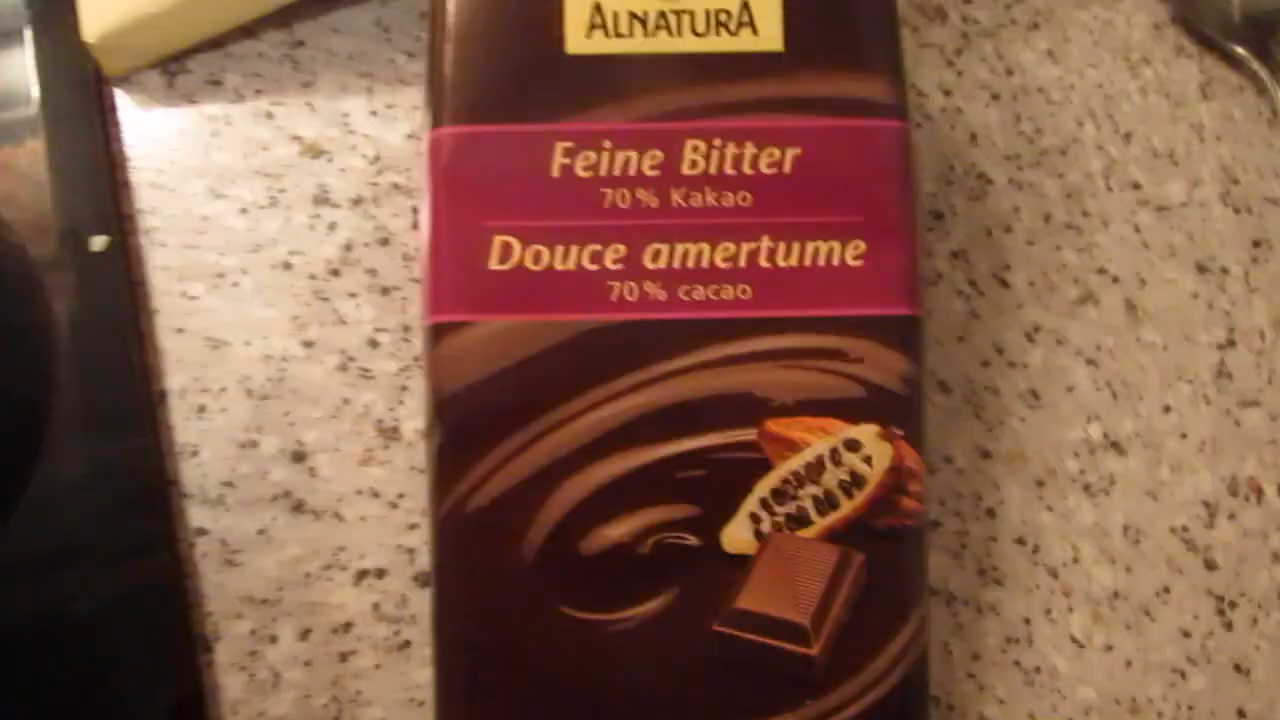 ALNATURA
Feine Bitter
70% Kakao
Douce amertume
70% cacao